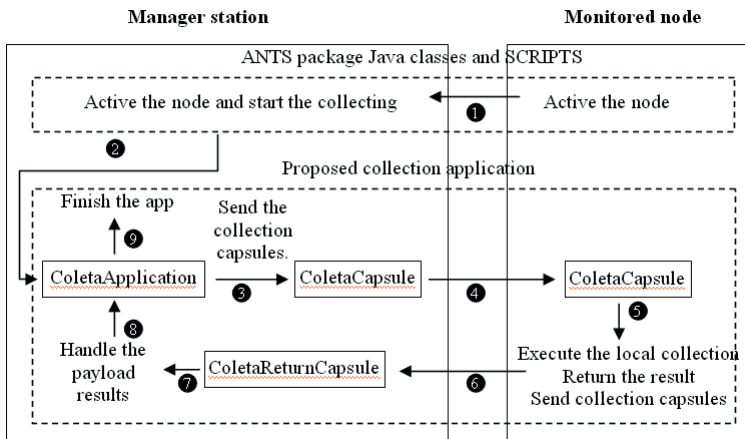 Manager station
Monitored node
ANTS package Java classes and SCRIPTS
Active the node and start the collecting
1
Active the node
2
Proposed collection application
Finish the app
9
Send the
collection
capsules.
ColetaApplication
3
ColetaCapsule
4
ColetaCapsule
5
8
Handle the
payload
results
7
ColetaReturnCapsule
6
Execute the local collection
Return the result
Send collection capsules